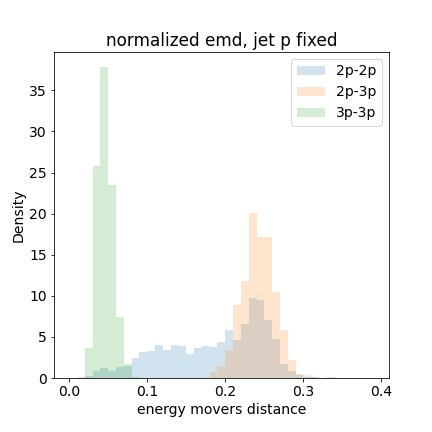 normalized emd, jet p fixed
2p-2p
2p-3p
3p-3p
Density
35
30
25
20
15
10
5
0
0.0 0.1 0.2 0.3 0.4
energy movers distance